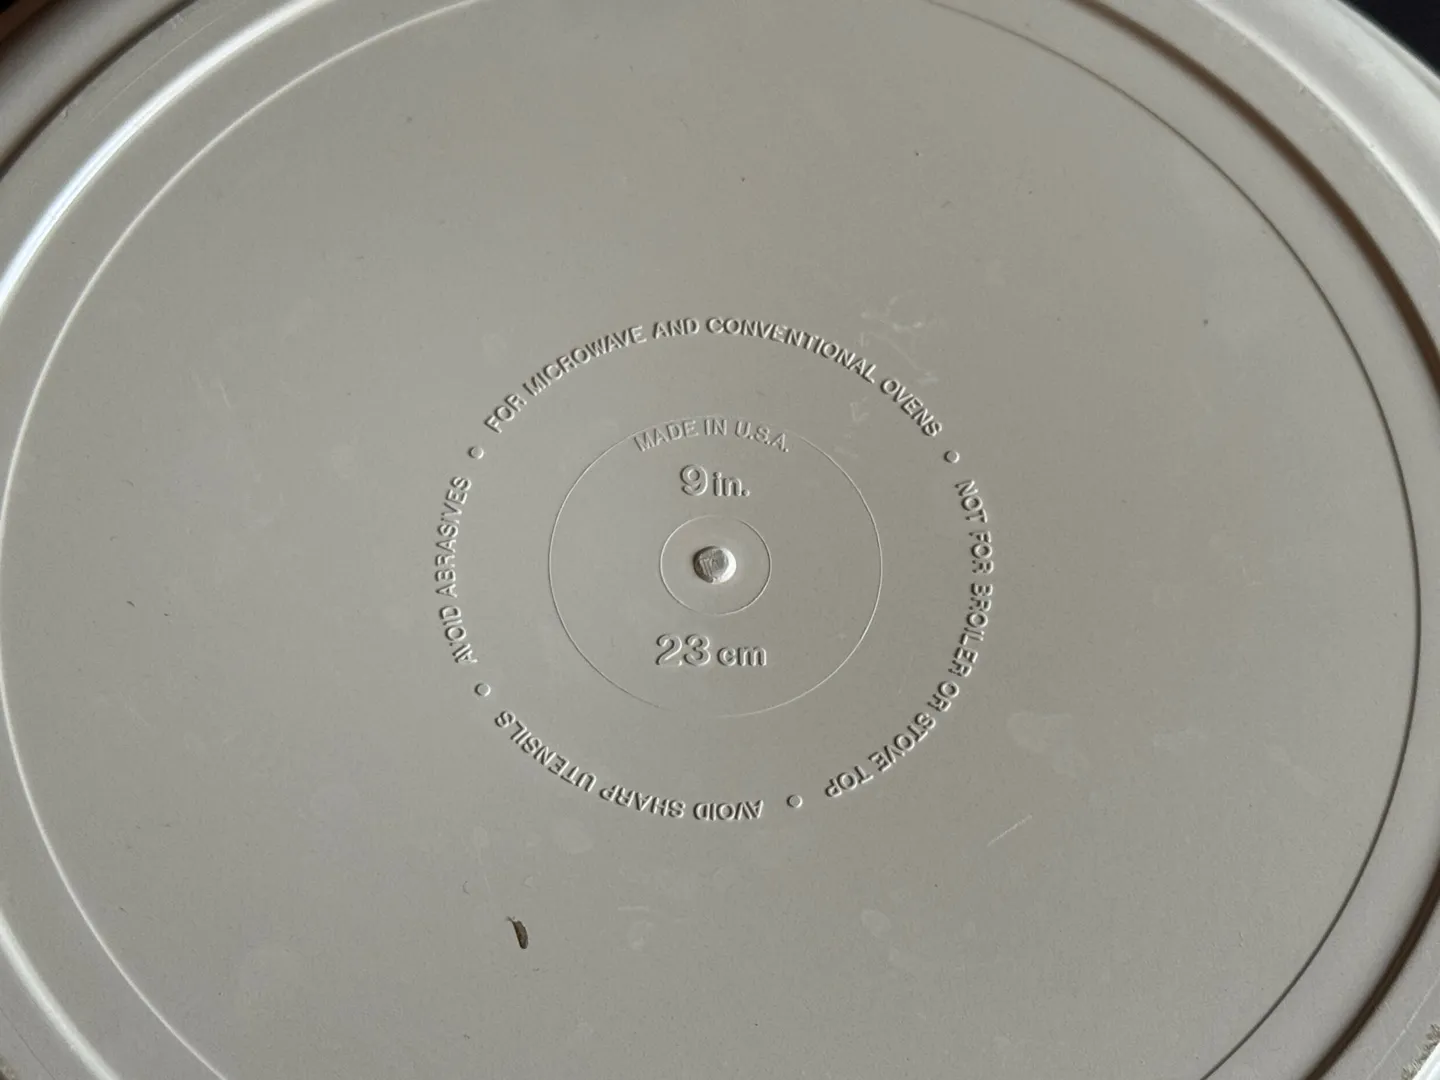 FOR MICROWAVE AND CONVENTIONAL OVENS
NOT FOR BROILER OR STOVE TOP
AVOID SHARP UTENSILS
AVOID ABRASIVES
MADE IN U.S.A.
9 in.
23 cm